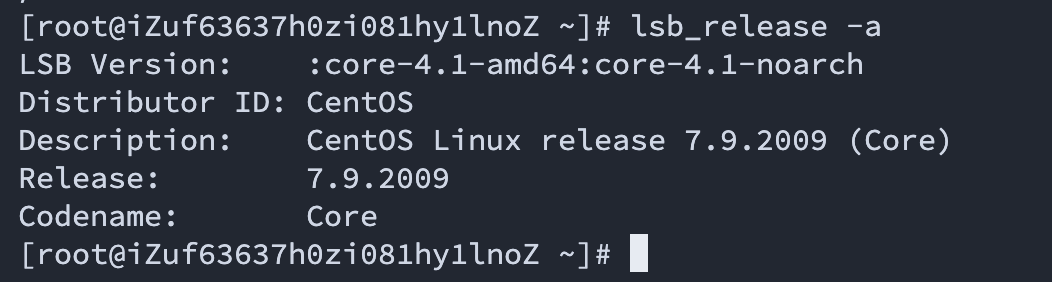 [root@iZuf63637h0zi081hy1lnoZ ~]# lsb_release -a
LSB Version:    :core-4.1-amd64:core-4.1-noarch
Distributor ID: CentOS
Description:    CentOS Linux release 7.9.2009 (Core)
Release:        7.9.2009
Codename:       Core
[root@iZuf63637h0zi081hy1lnoZ ~]#